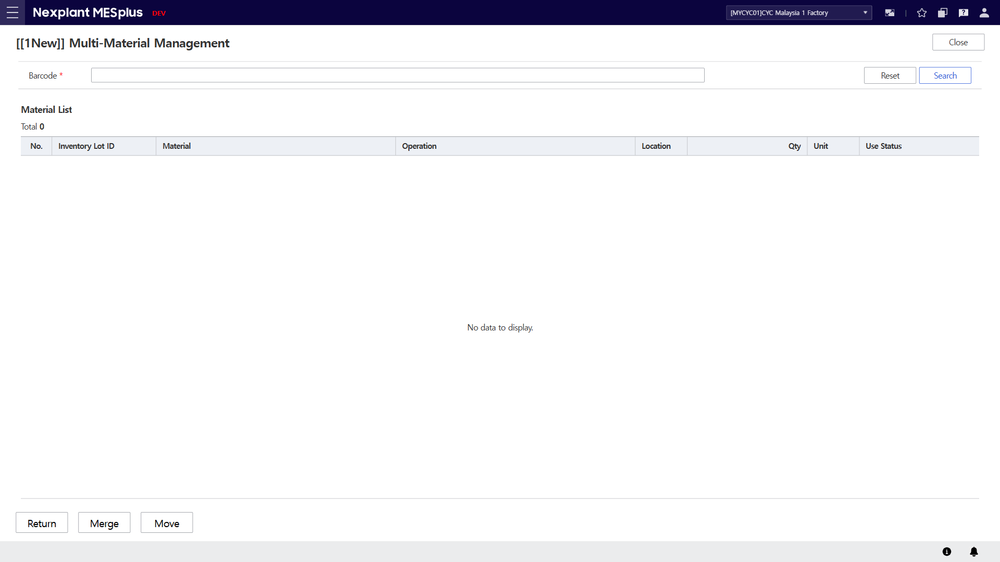 Nexplant MESplus DEV
[MYCYC01]CYC Malaysia 1 Factory
[[1New]] Multi-Material Management
Close
Barcode *
Reset
Search
Material List
Total 0
No. Inventory Lot ID Material Operation Location Qty Unit Use Status
No data to display.
Return Merge Move